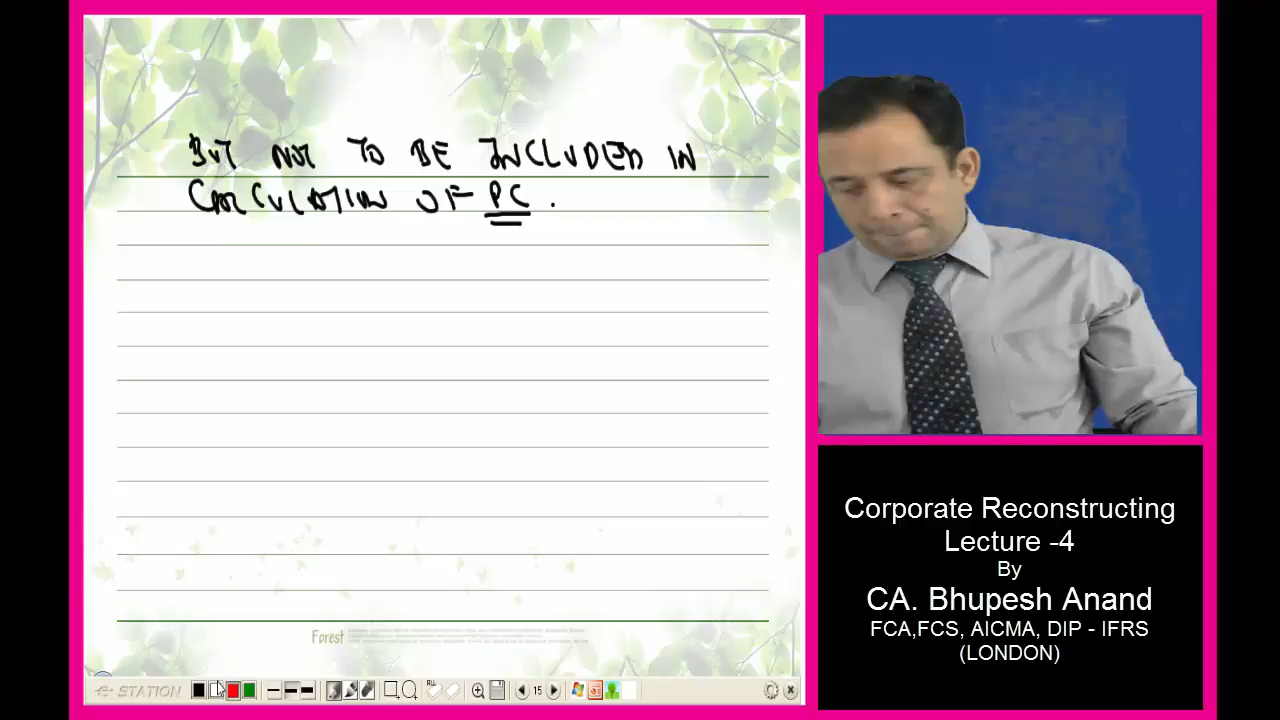 BUT NOT TO BE INCLUDED IN
CALCULATION OF PC.
Forest
e-STATION
ALL
15
Corporate Reconstructing
Lecture -4
By
CA. Bhupesh Anand
FCA,FCS, AICMA, DIP - IFRS
(LONDON)